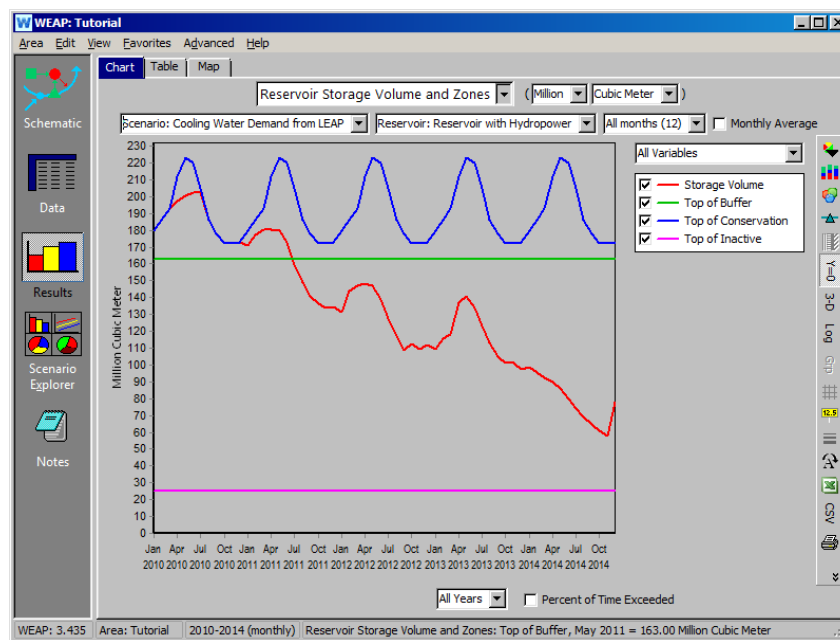 WEAP: Tutorial
Area Edit View Favorites Advanced Help
Chart Table Map
Reservoir Storage Volume and Zones ( Million Cubic Meter )
Scenario: Cooling Water Demand from LEAP Reservoir: Reservoir with Hydropower All months (12) Monthly Average
Schematic
Data
Results
Scenario
Explorer
Notes
All Variables
Storage Volume
Top of Buffer
Top of Conservation
Top of Inactive
Million Cubic Meter
230
220
210
200
190
180
170
160
150
140
130
120
110
100
90
80
70
60
50
40
30
20
10
0
Jan Apr Jul Oct Jan Apr Jul Oct Jan Apr Jul Oct Jan Apr Jul Oct Jan Apr Jul Oct
2010 2010 2010 2010 2011 2011 2011 2011 2012 2012 2012 2012 2013 2013 2013 2013 2014 2014 2014 2014
Y=0
3-D
Log
12.5
CSV
All Years Percent of Time Exceeded
WEAP: 3.435 Area: Tutorial 2010-2014 (monthly) Reservoir Storage Volume and Zones: Top of Buffer, May 2011 = 163.00 Million Cubic Meter